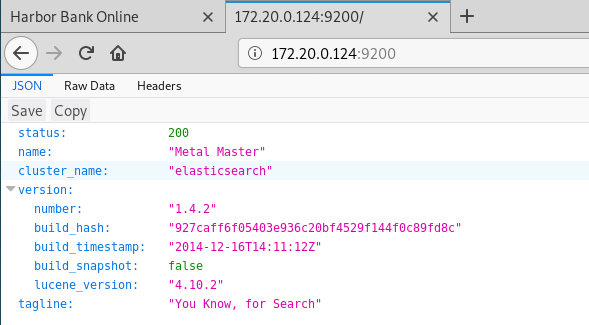 Harbor Bank Online
172.20.0.124:9200/
172.20.0.124:9200
JSON Raw Data Headers
Save Copy
status: 200
name: "Metal Master"
cluster_name: "elasticsearch"
version:
number: "1.4.2"
build_hash: "927caff6f05403e936c20bf4529f144f0c89fd8c"
build_timestamp: "2014-12-16T14:11:12Z"
build_snapshot: false
lucene_version: "4.10.2"
tagline: "You Know, for Search"